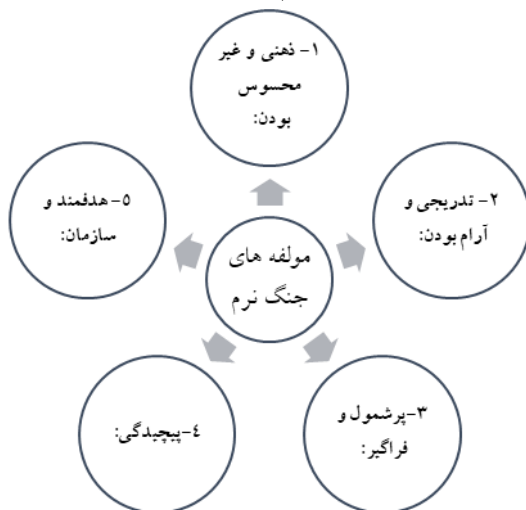 ۱- ذهنی و غیر
محسوس
بودن:
۲- تدریجی و
آرام بودن:
۳-پرشمول و
فراگیر:
٤-پیچیدگی:
٥-هدفمند و
سازمان:
مولفه های
جنگ نرم